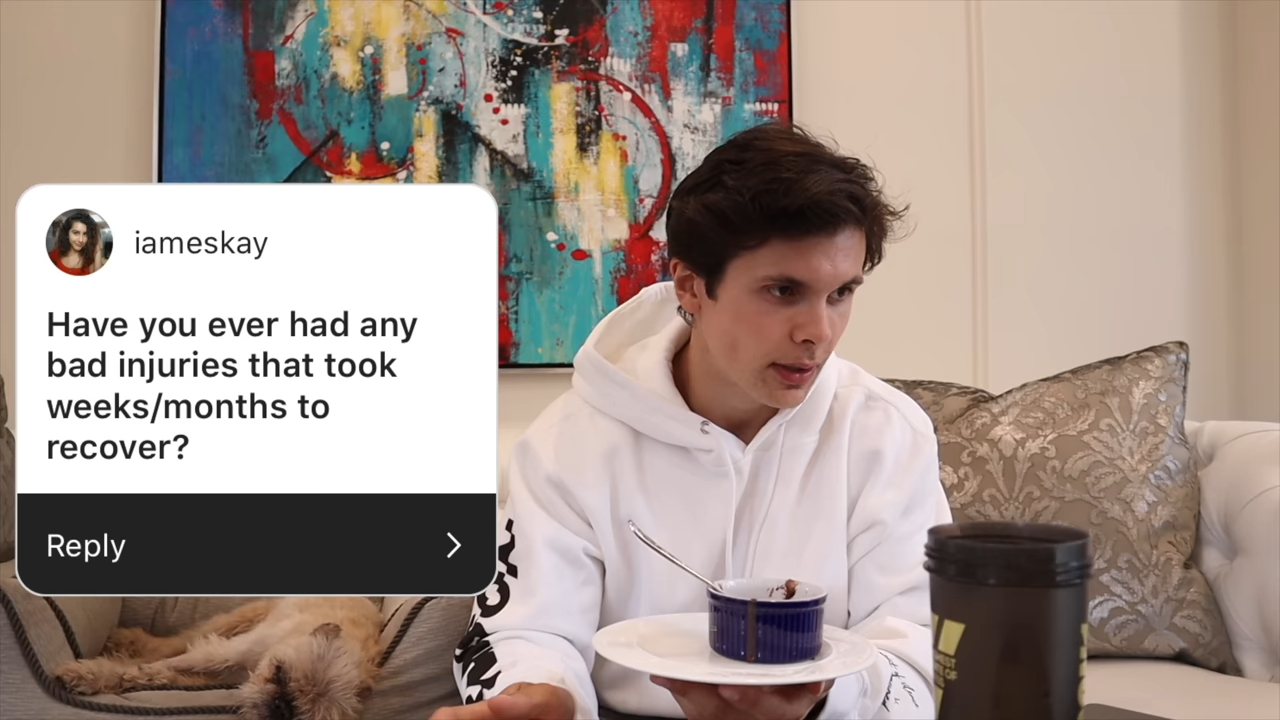 iameskay
Have you ever had any
bad injuries that took
weeks/months to
recover?
Reply